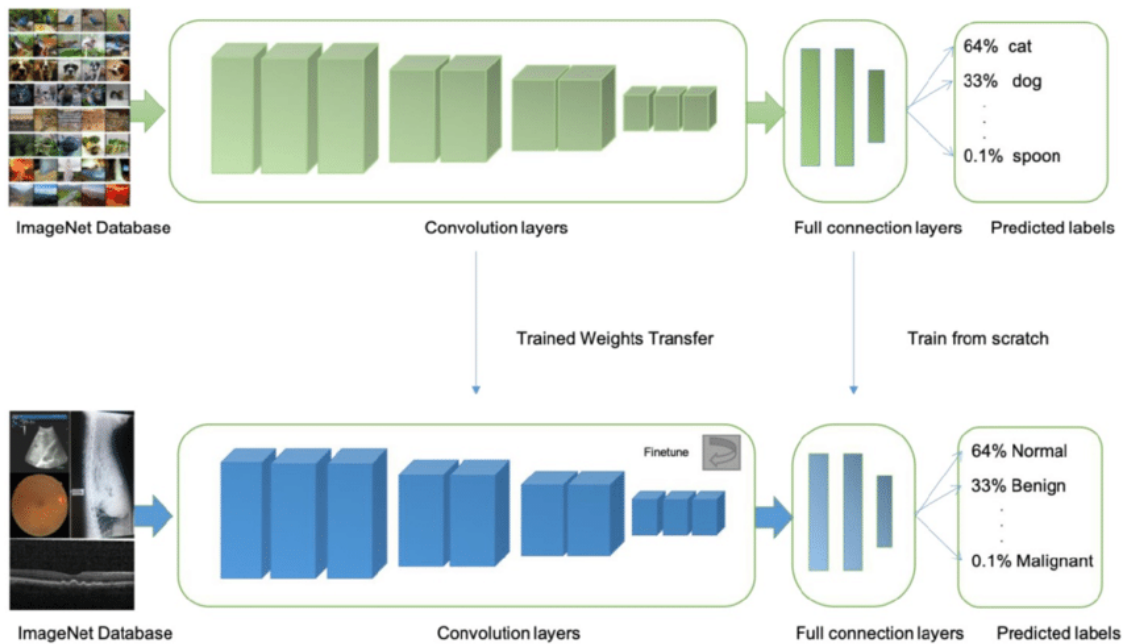 64% cat
33% dog
.
.
.
0.1% spoon
ImageNet Database
Convolution layers
Full connection layers
Predicted labels
Trained Weights Transfer
Train from scratch
Finetune
64% Normal
33% Benign
.
.
.
0.1% Malignant
ImageNet Database
Convolution layers
Full connection layers
Predicted labels